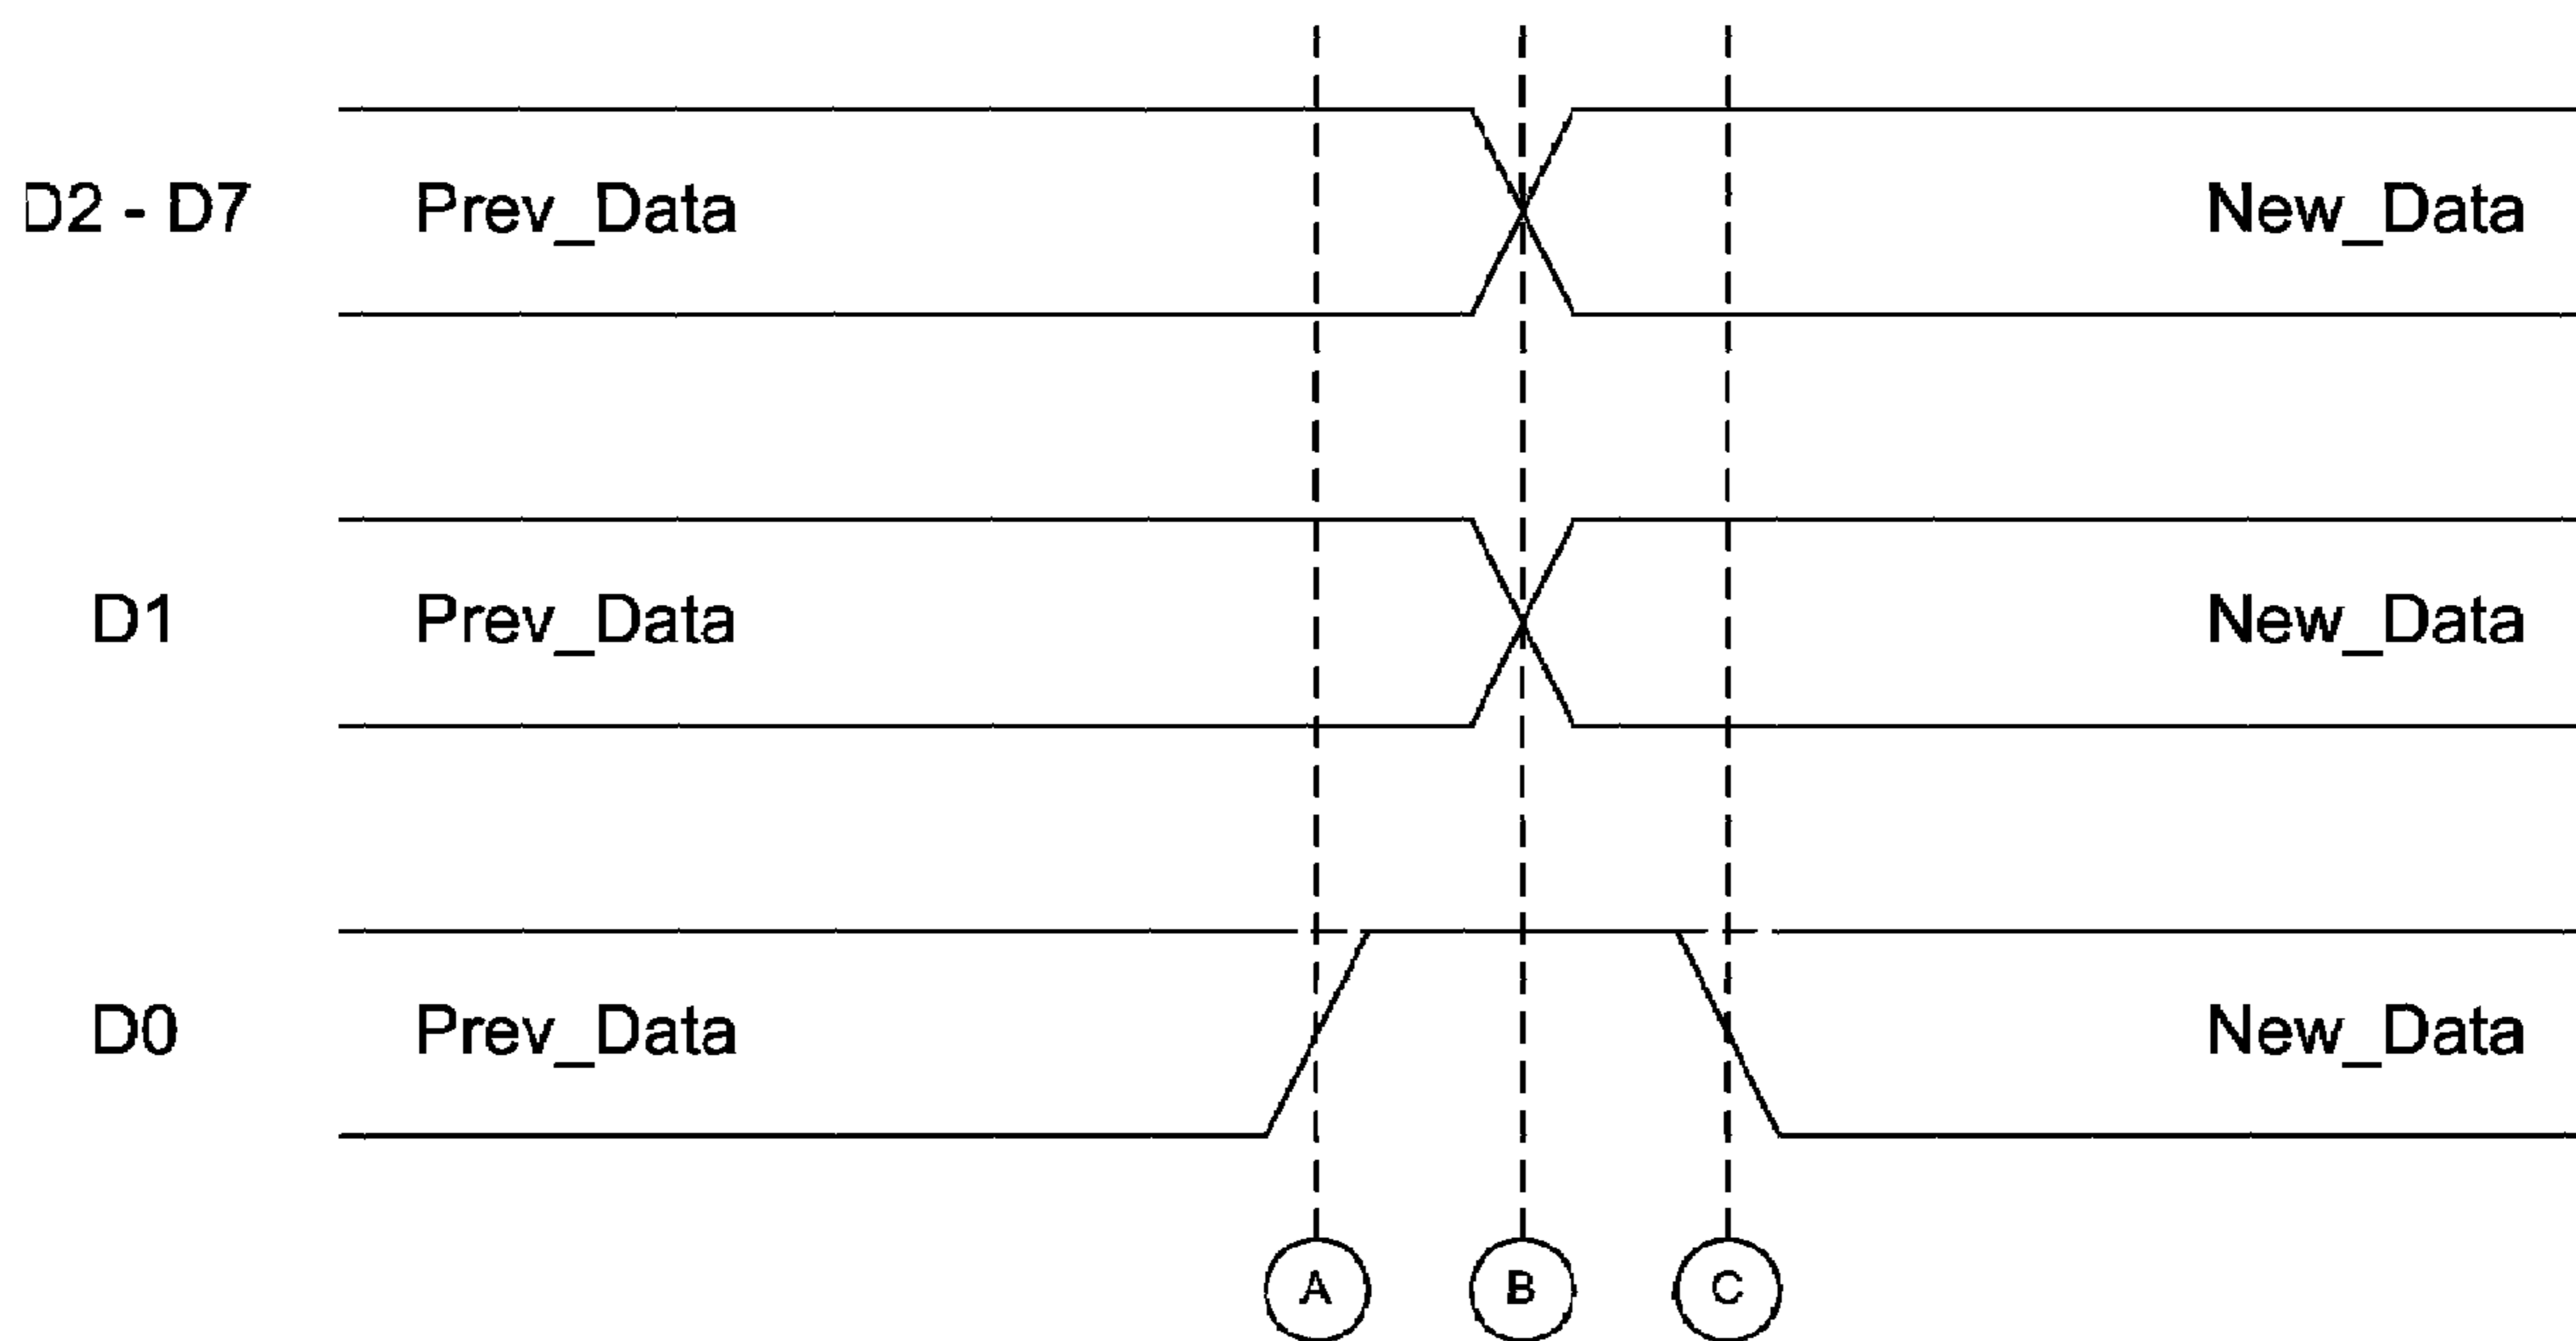 D2 - D7 Prev_Data New_Data
D1 Prev_Data New_Data
D0 Prev_Data New_Data
A B C